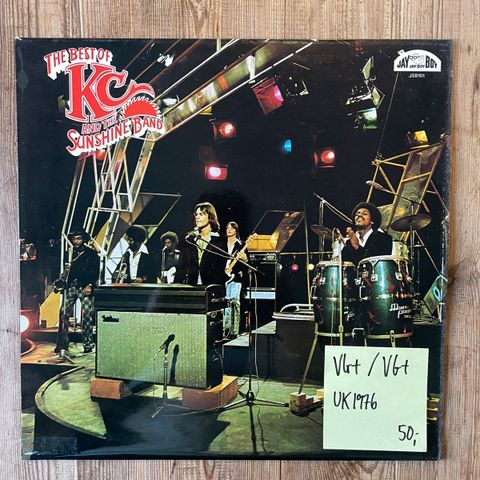 THE BEST OF
KC
AND THE
SUNSHINE BAND
JAY BOY
JSB101
VG+ / VG+
UK 1976
50,-